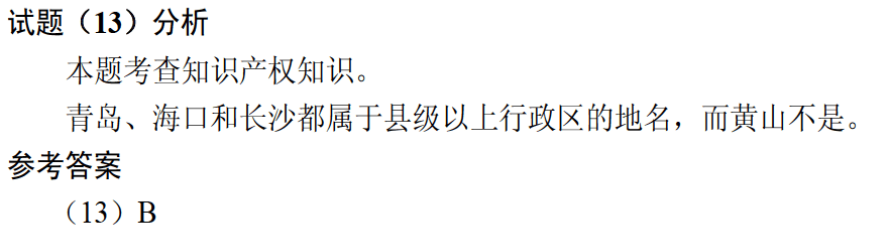 试题（13）分析
本题考查知识产权知识。
青岛、海口和长沙都属于县级以上行政区的地名，而黄山不是。
参考答案
（13）B